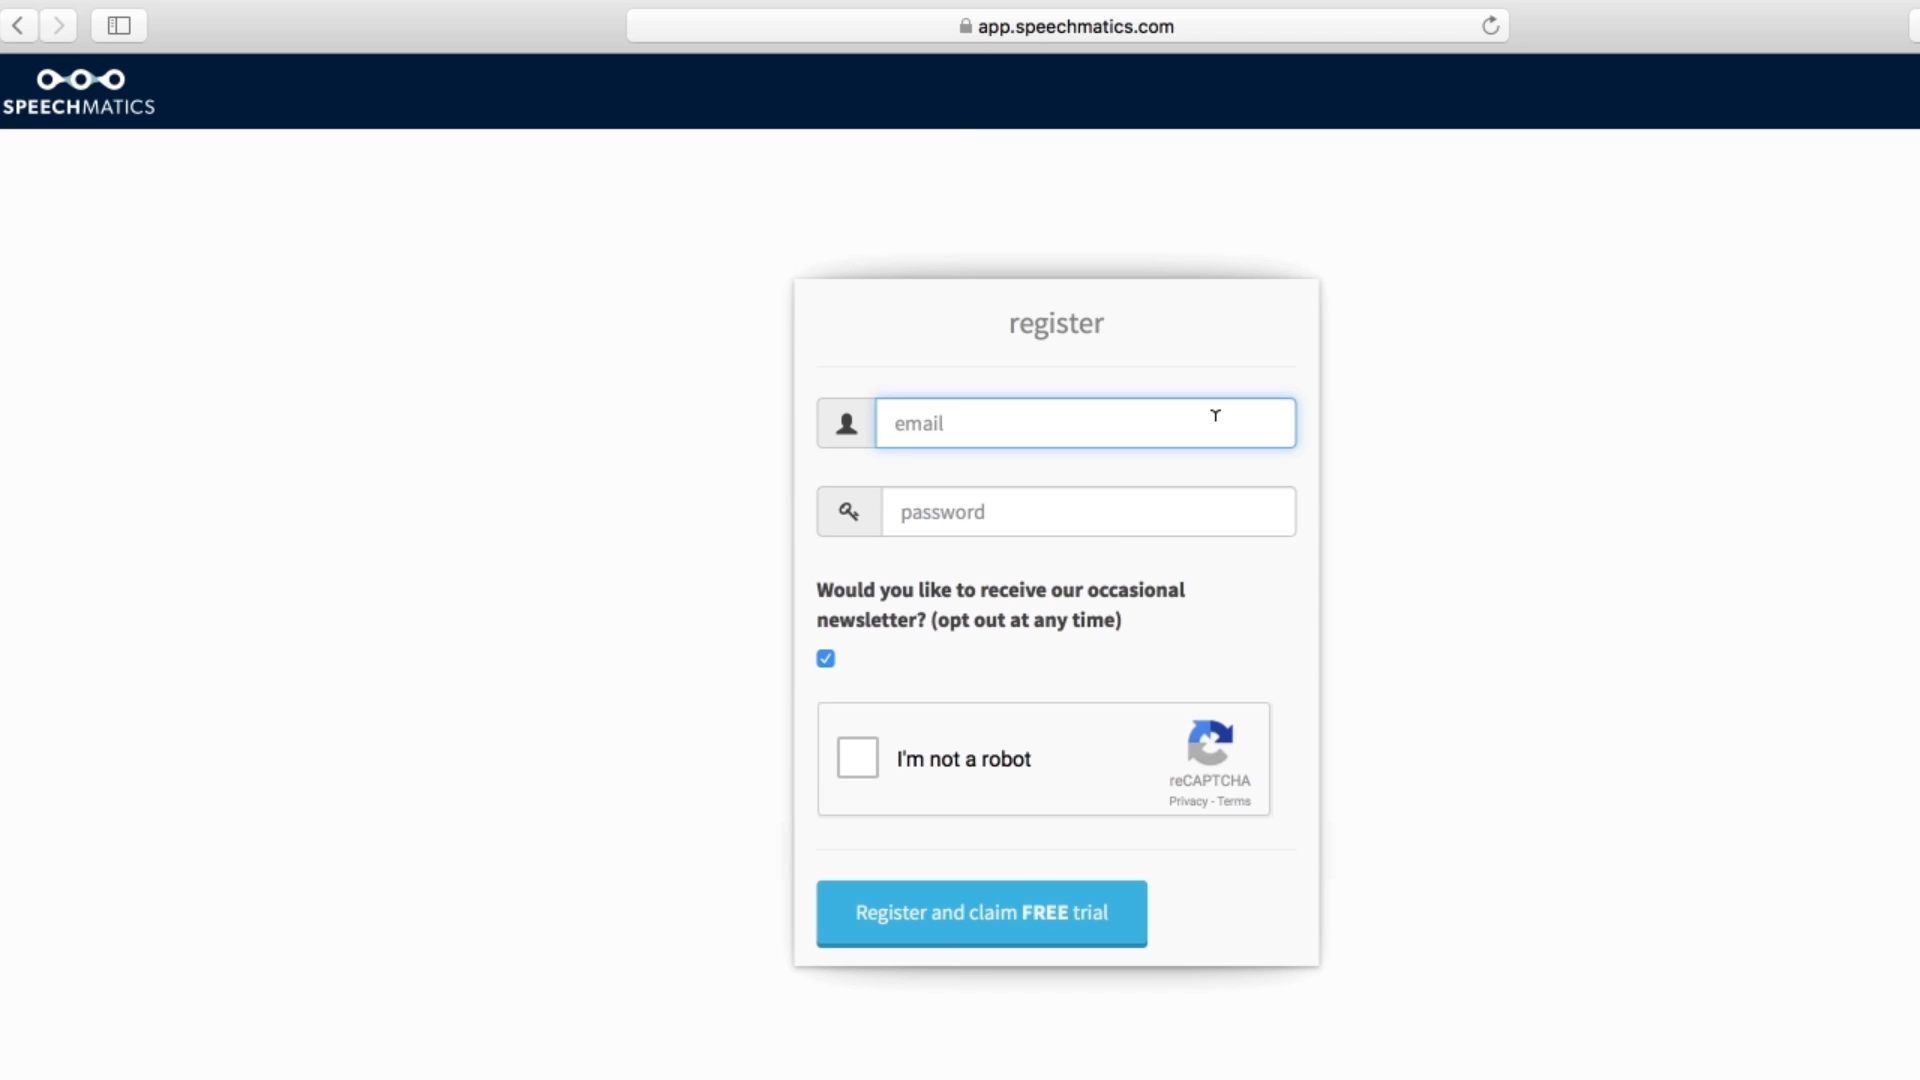 app.speechmatics.com
SPEECHMATICS
register
email
password
Would you like to receive our occasional
newsletter? (opt out at any time)
I'm not a robot
reCAPTCHA
Privacy - Terms
Register and claim FREE trial